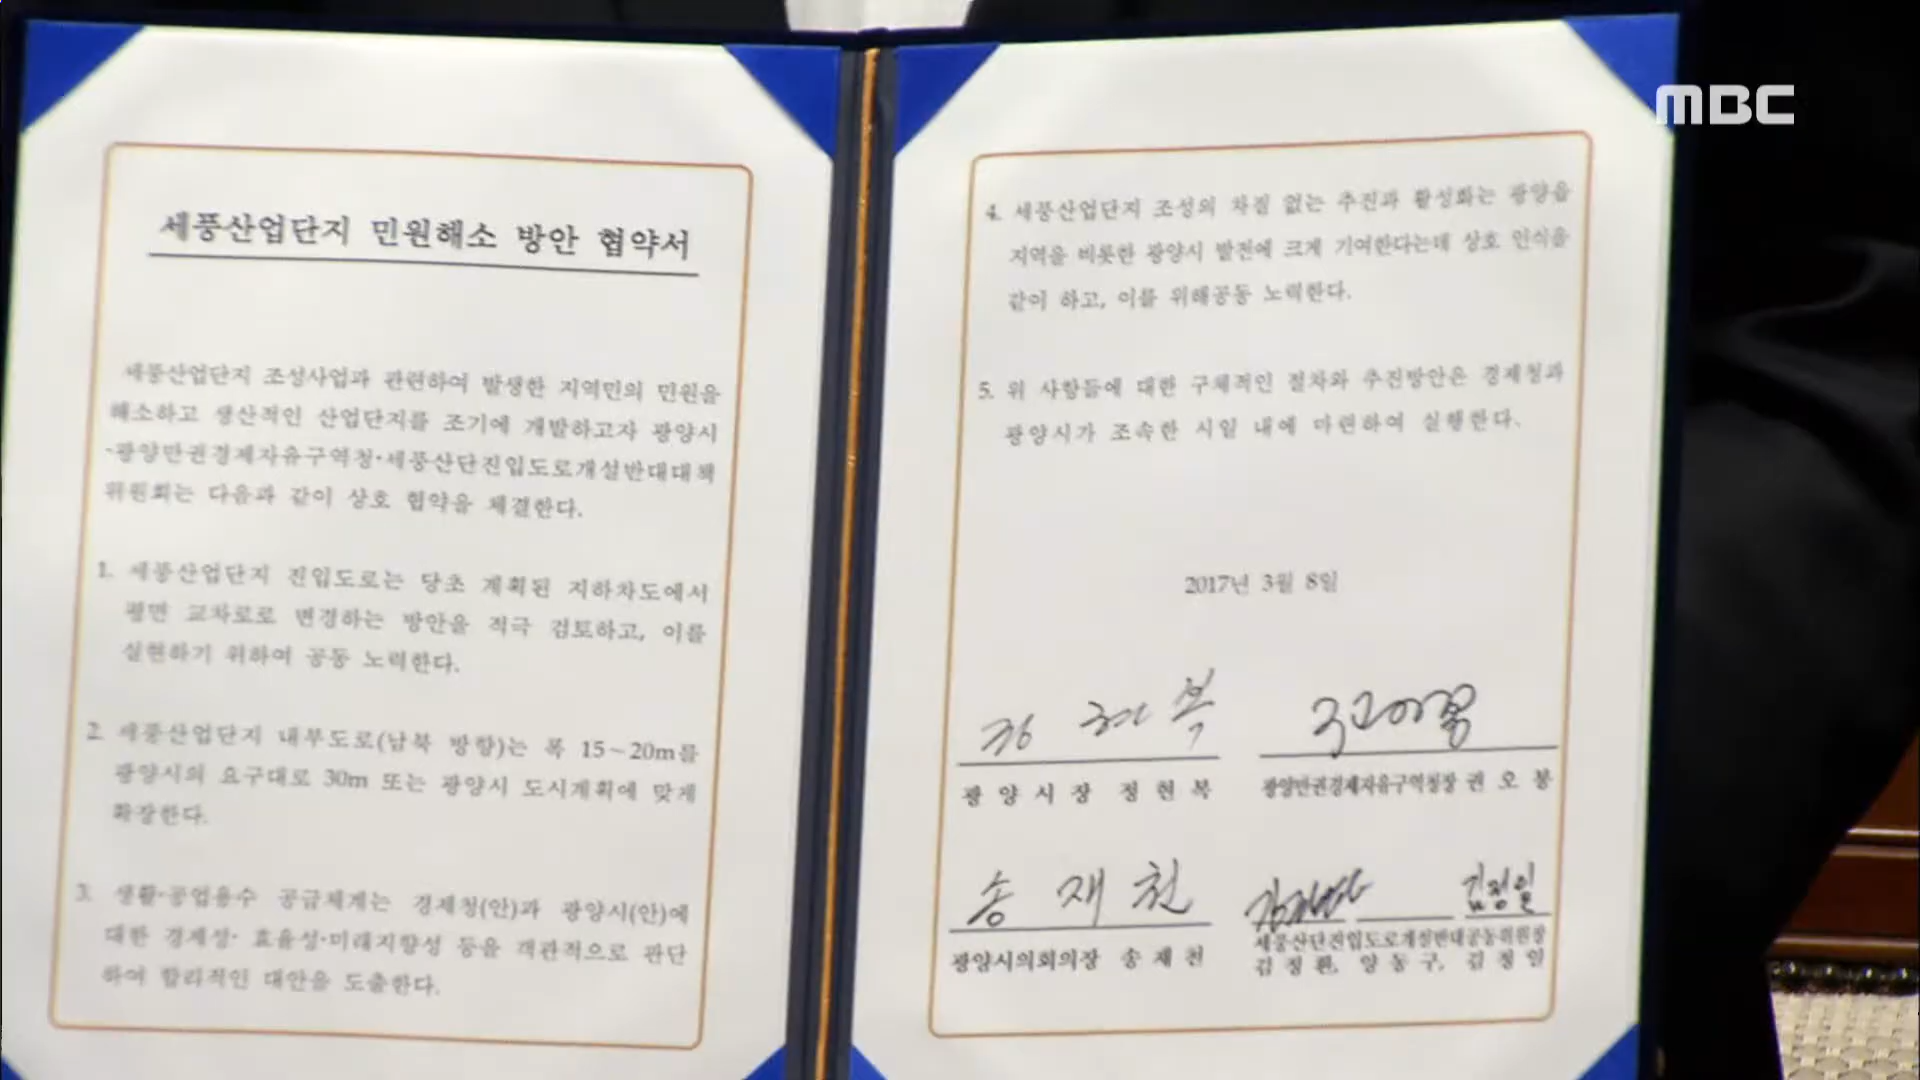 MBC
세풍산업단지 민원해소 방안 협약서
세풍산업단지 조성사업과 관련하여 발생한 지역민의 민원을
해소하고 생산적인 산업단지를 조기에 개발하고자 광양시
·광양만권경제자유구역청·세풍산단진입도로개설반대대책
위원회는 다음과 같이 상호 협약을 체결한다.
1. 세풍산업단지 진입도로는 당초 계획된 지하차도에서
평면 교차로로 변경하는 방안을 적극 검토하고, 이를
실현하기 위하여 공동 노력한다.
2. 세풍산업단지 내부도로(남북 방향)는 폭 15~20m를
광양시의 요구대로 30m 또는 광양시 도시계획에 맞게
확장한다.
3. 생활·공업용수 공급체계는 경제청(안)과 광양시(안)에
대한 경제성· 효율성·미래지향성 등을 객관적으로 판단
하여 합리적인 대안을 도출한다.
4. 세풍산업단지 조성의 차질 없는 추진과 활성화는 광양읍
지역을 비롯한 광양시 발전에 크게 기여한다는데 상호 인식을
같이 하고, 이를 위해공동 노력한다.
5. 위 사항들에 대한 구체적인 절차와 추진방안은 경제청과
광양시가 조속한 시일 내에 마련하여 실행한다.
2017년 3월 8일
정 현 복
광 양 시 장 정 현 복
광양만권경제자유구역청장 권 오 봉
송 재 천
광양시의회의장 송 재 천
김정일
세풍산단진입도로개설반대공동위원장
김 정 환, 양 동 구, 김 정 일